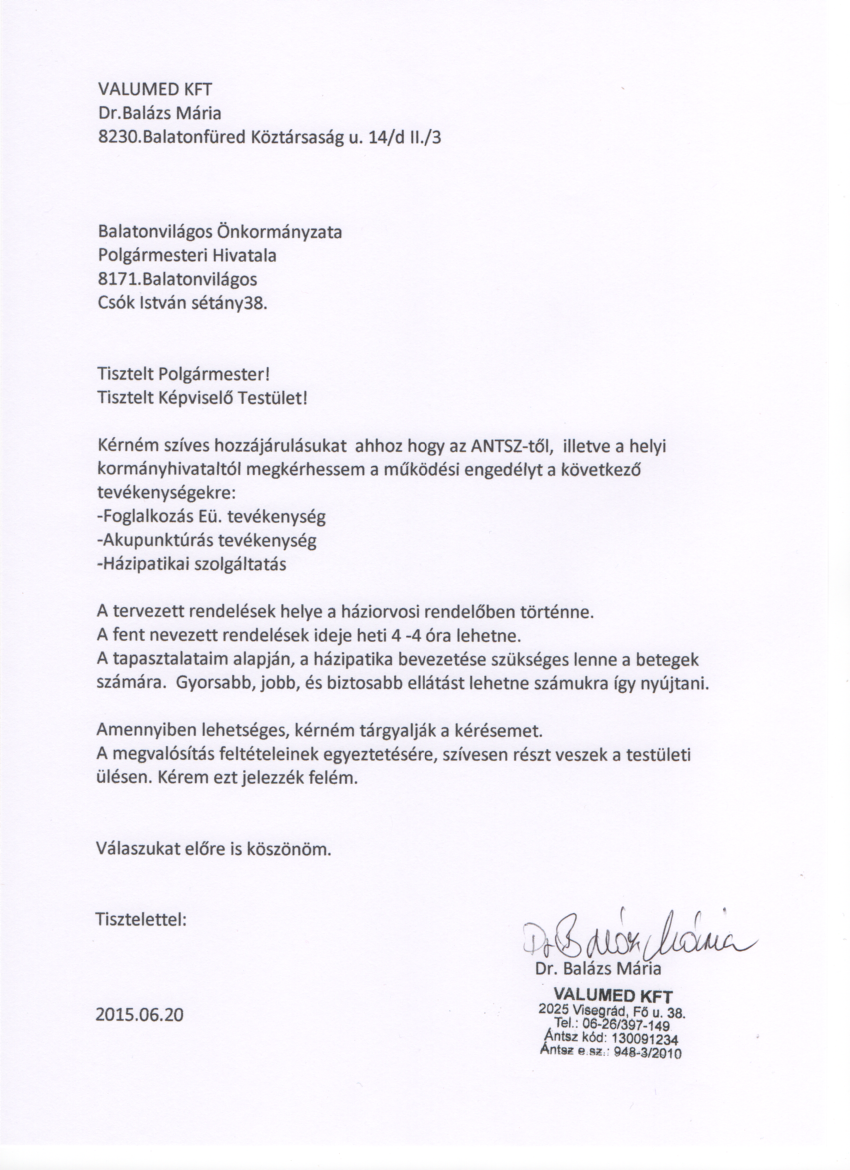 VALUMED KFT
Dr.Balázs Mária
8230.Balatonfüred Köztársaság u. 14/d II./3
Balatonvilágos Önkormányzata
Polgármesteri Hivatala
8171.Balatonvilágos
Csók István sétány38.
Tisztelt Polgármester!
Tisztelt Képviselő Testület!
Kérném szíves hozzájárulásukat  ahhoz hogy az ANTSZ-től,  illetve a helyi
kormányhivataltól megkérhessem a működési engedélyt a következő
tevékenységekre:
-Foglalkozás Eü. tevékenység
-Akupunktúrás tevékenység
-Házipatikai szolgáltatás
A tervezett rendelések helye a háziorvosi rendelőben történne.
A fent nevezett rendelések ideje heti 4 -4 óra lehetne.
A tapasztalataim alapján, a házipatika bevezetése szükséges lenne a betegek
számára.  Gyorsabb, jobb, és biztosabb ellátást lehetne számukra így nyújtani.
Amennyiben lehetséges, kérném tárgyalják a kérésemet.
A megvalósítás feltételeinek egyeztetésére, szívesen részt veszek a testületi
ülésen. Kérem ezt jelezzék felém.
Válaszukat előre is köszönöm.
Tisztelettel:
Dr Balázs Mária
Dr. Balázs Mária
VALUMED KFT
2025 Visegrád, Fő u. 38.
Tel.: 06-26/397-149
Ántsz kód: 130091234
Ántsz e.sz.: 948-3/2010
2015.06.20